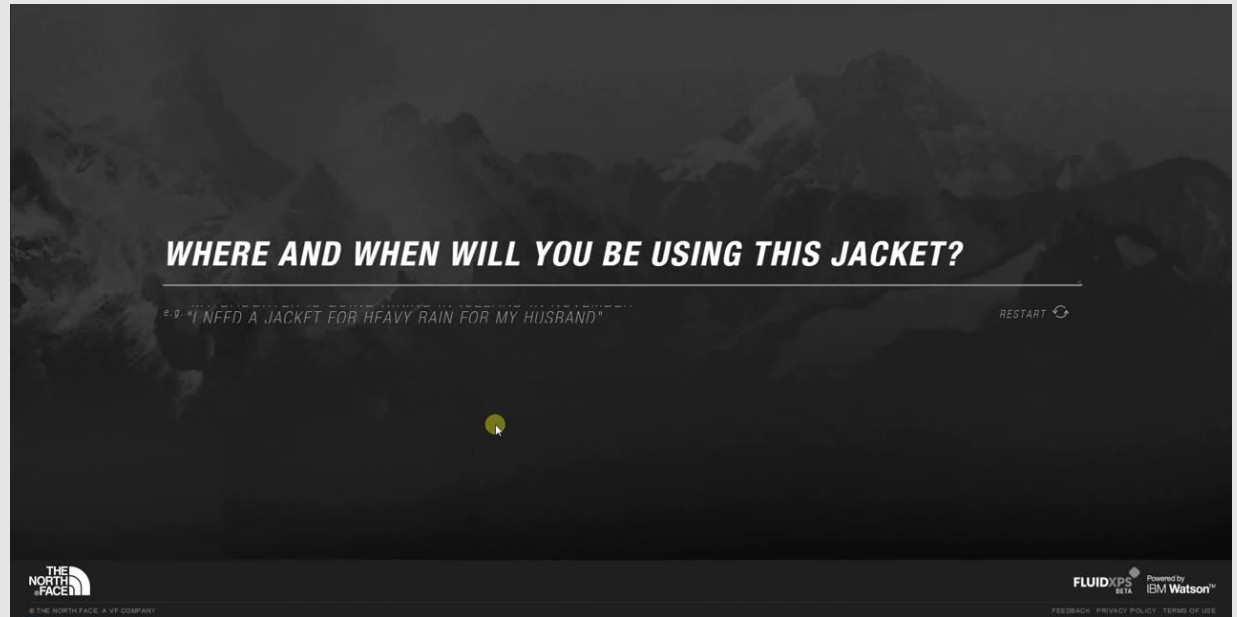 WHERE AND WHEN WILL YOU BE USING THIS JACKET?
e.g. "I NEED A JACKET FOR HEAVY RAIN FOR MY HUSBAND"
RESTART
THE
NORTH
FACE
FLUIDXPS
BETA
Powered by
IBM Watson™
© THE NORTH FACE. A VF COMPANY
FEEDBACK PRIVACY POLICY TERMS OF USE